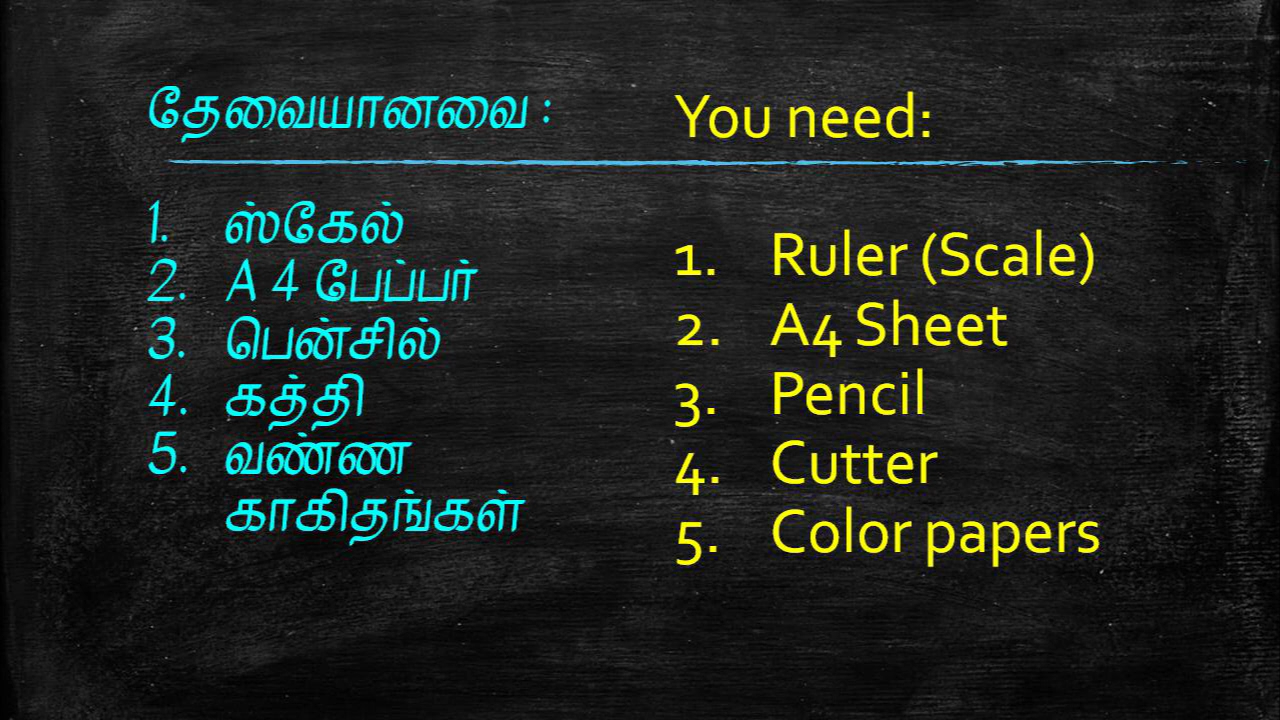 தேவையானவை :
1. ஸ்கேல்
2. A 4 பேப்பர்
3. பென்சில்
4. கத்தி
5. வண்ண
காகிதங்கள்
You need:
1. Ruler (Scale)
2. A4 Sheet
3. Pencil
4. Cutter
5. Color papers